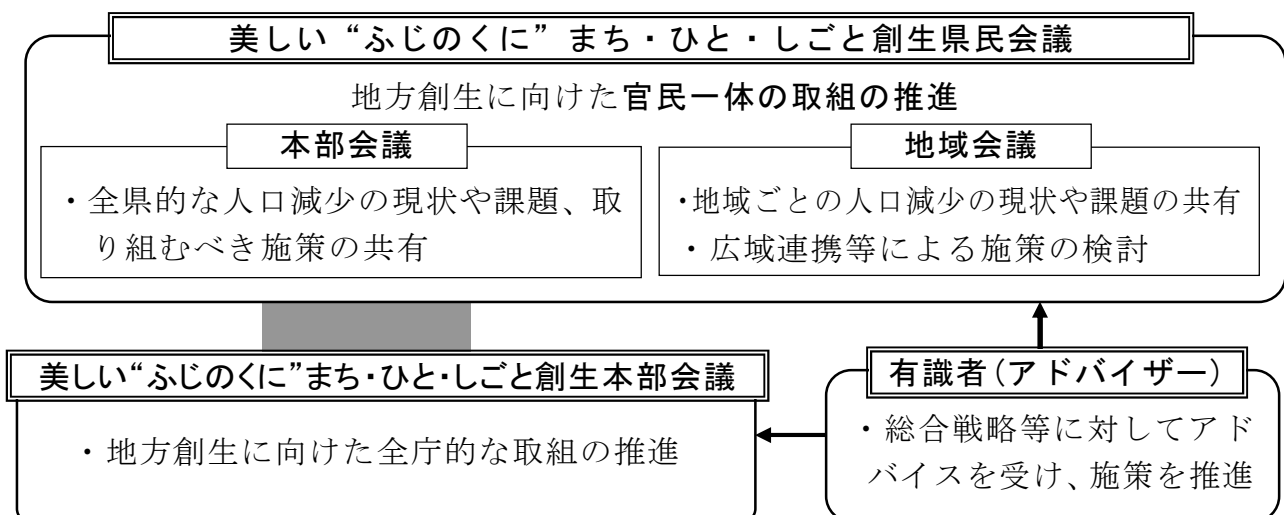 美しい“ふじのくに”まち・ひと・しごと創生県民会議
地方創生に向けた官民一体の取組の推進
本部会議
・全県的な人口減少の現状や課題、取
り組むべき施策の共有
地域会議
・地域ごとの人口減少の現状や課題の共有
・広域連携等による施策の検討
美しい“ふじのくに”まち・ひと・しごと創生本部会議
・地方創生に向けた全庁的な取組の推進
有識者(アドバイザー)
・総合戦略等に対してアド
バイスを受け、施策を推進